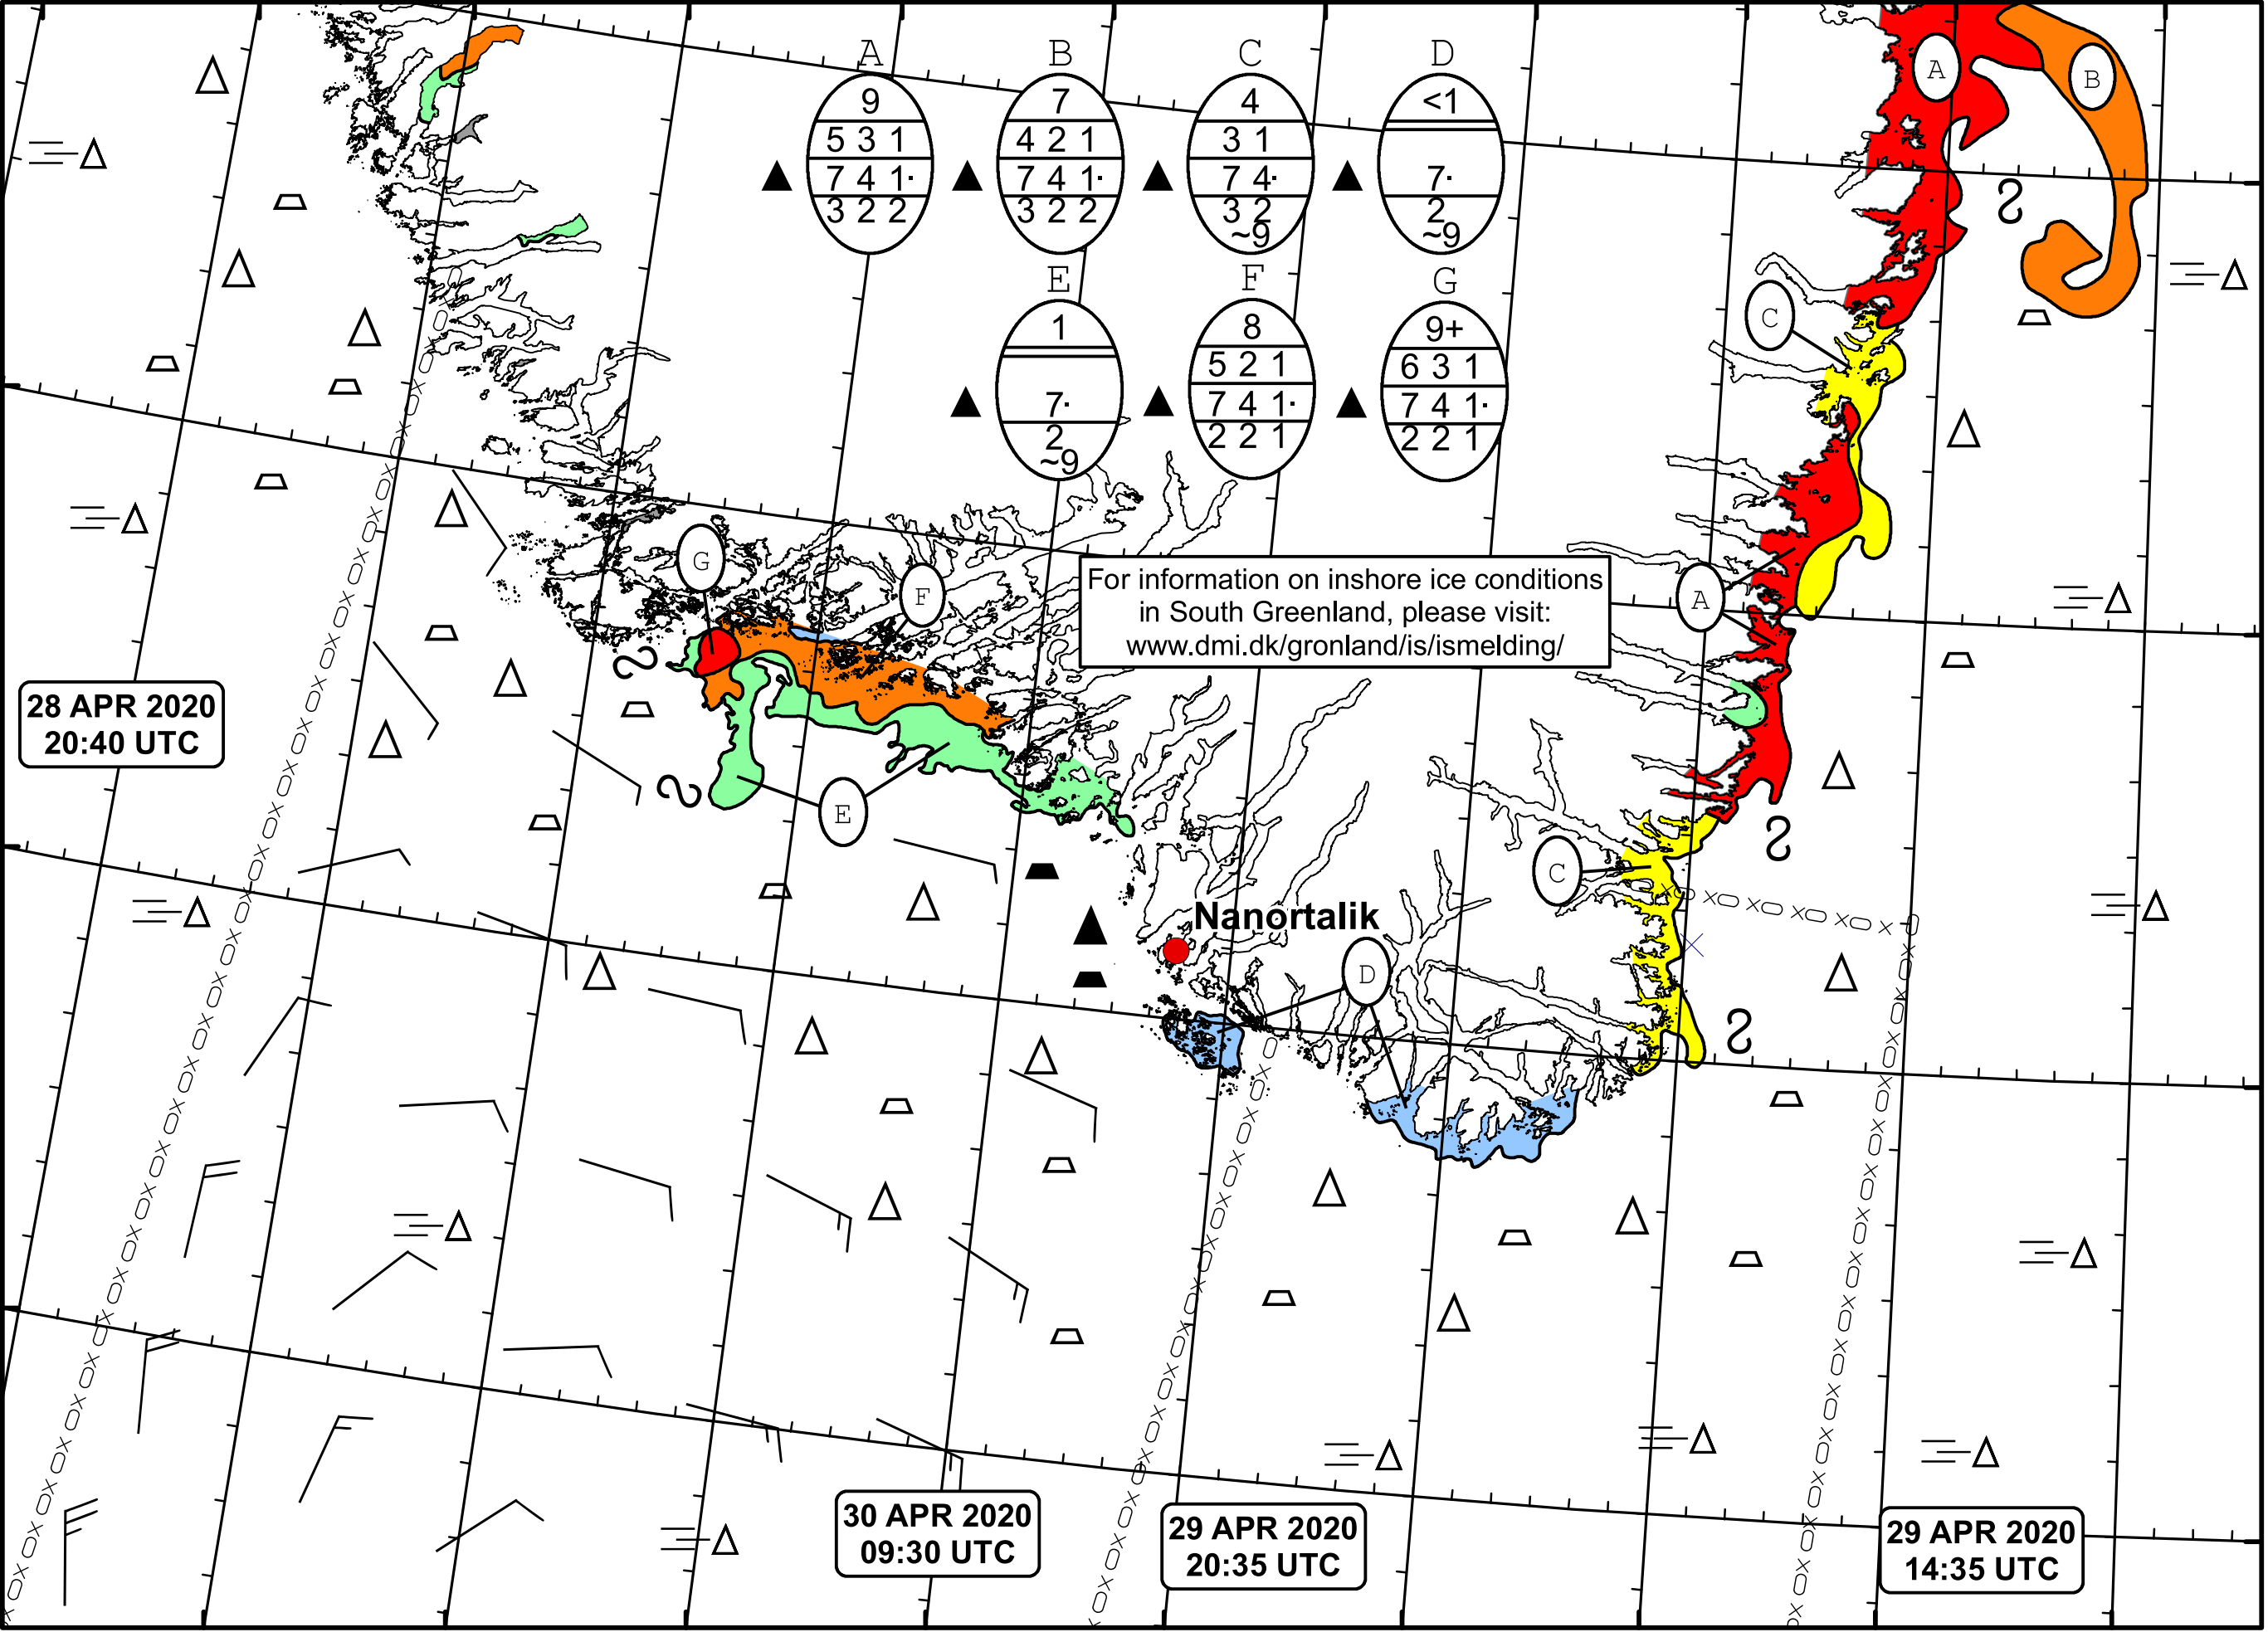 A B C D
9
5 3 1
7 4 1·
3 2 2
7
4 2 1
7 4 1·
3 2 2
4
3 1
7 4·
3 2
~9
<1
7·
2
~9
E F G
1
7·
2
~9
8
5 2 1
7 4 1·
2 2 1
9+
6 3 1
7 4 1·
2 2 1
A
B
C
G
F
For information on inshore ice conditions
in South Greenland, please visit:
www.dmi.dk/gronland/is/ismelding/
A
28 APR 2020
20:40 UTC
E
C
Nanortalik
D
30 APR 2020
09:30 UTC
29 APR 2020
20:35 UTC
29 APR 2020
14:35 UTC